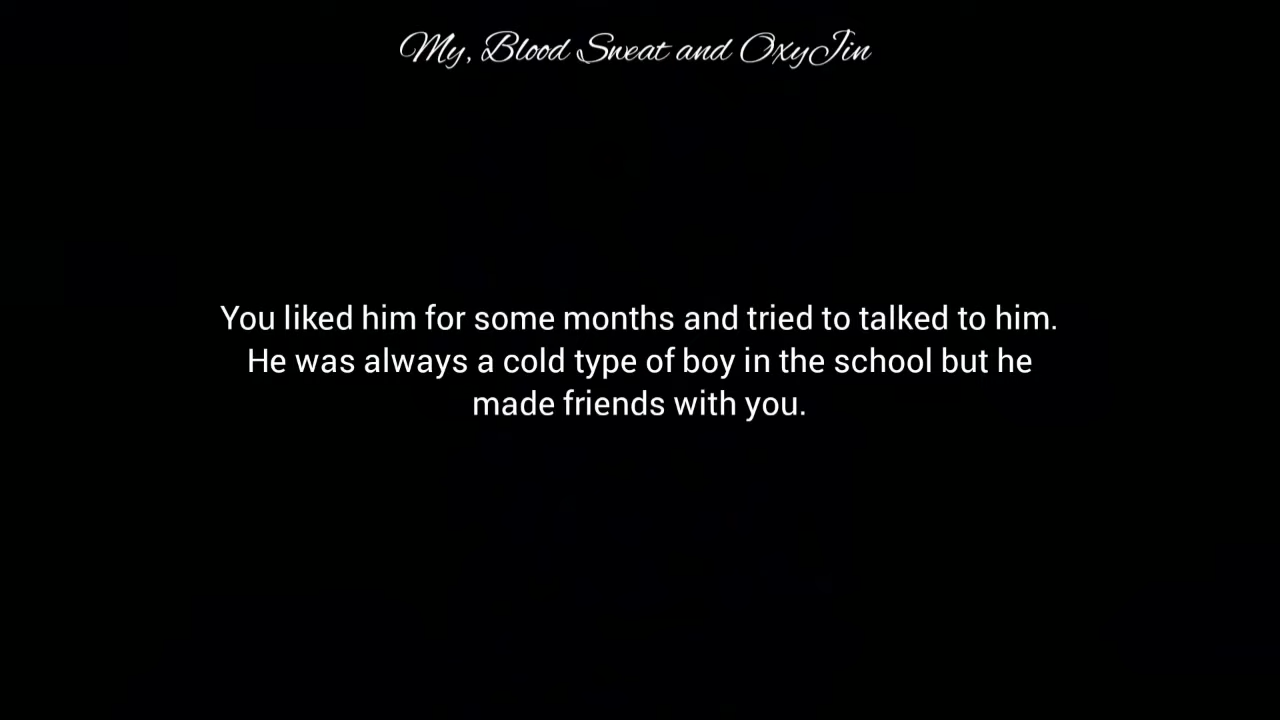 My, Blood Sweat and OxyJin
You liked him for some months and tried to talked to him.
He was always a cold type of boy in the school but he
made friends with you.